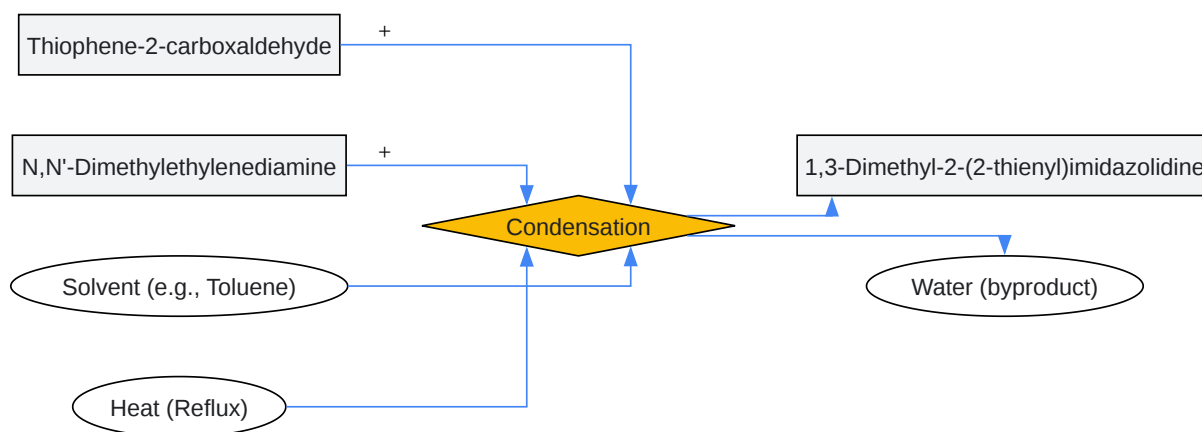 Thiophene-2-carboxaldehyde
+
N,N'-Dimethylethylenediamine
+
1,3-Dimethyl-2-(2-thienyl)imidazolidine
Condensation
Solvent (e.g., Toluene)
Water (byproduct)
Heat (Reflux)